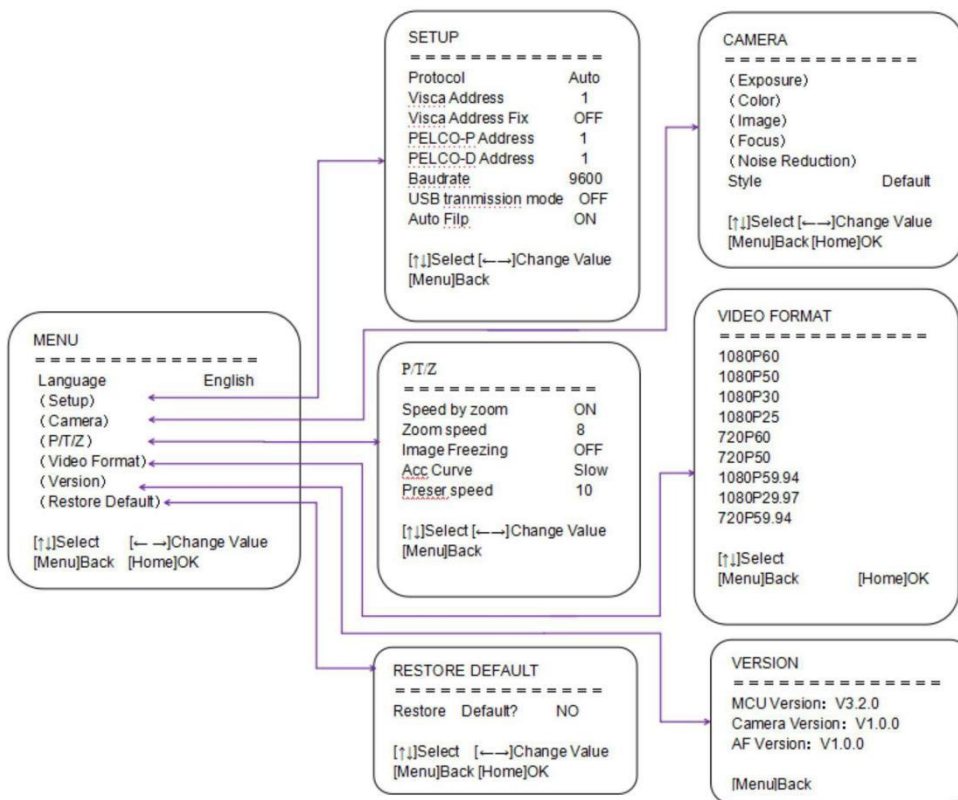 SETUP
= = = = = = = = = = = = =
Protocol Auto
Visca Address 1
Visca Address Fix OFF
PELCO-P Address 1
PELCO-D Address 1
Baudrate 9600
USB tranmission mode OFF
Auto Filp ON
[↑↓]Select [←→]Change Value
[Menu]Back
CAMERA
= = = = = = = = = = = = =
(Exposure)
(Color)
(Image)
(Focus)
(Noise Reduction)
Style Default
[↑↓]Select [←→]Change Value
[Menu]Back [Home]OK
MENU
= = = = = = = = = = = = = = =
Language English
(Setup)
(Camera)
(P/T/Z)
(Video Format)
(Version)
(Restore Default)
[↑↓]Select [← →]Change Value
[Menu]Back [Home]OK
P/T/Z
= = = = = = = = = = = = =
Speed by zoom ON
Zoom speed 8
Image Freezing OFF
Acc Curve Slow
Preser speed 10
[↑↓]Select [←→]Change Value
[Menu]Back
VIDEO FORMAT
= = = = = = = = = = = = = =
1080P60
1080P50
1080P30
1080P25
720P60
720P50
1080P59.94
1080P29.97
720P59.94
[↑↓]Select
[Menu]Back [Home]OK
RESTORE DEFAULT
= = = = = = = = = = = = = =
Restore Default? NO
[↑↓]Select [←→]Change Value
[Menu]Back [Home]OK
VERSION
= = = = = = = = = = = = = =
MCU Version: V3.2.0
Camera Version: V1.0.0
AF Version: V1.0.0
[Menu]Back